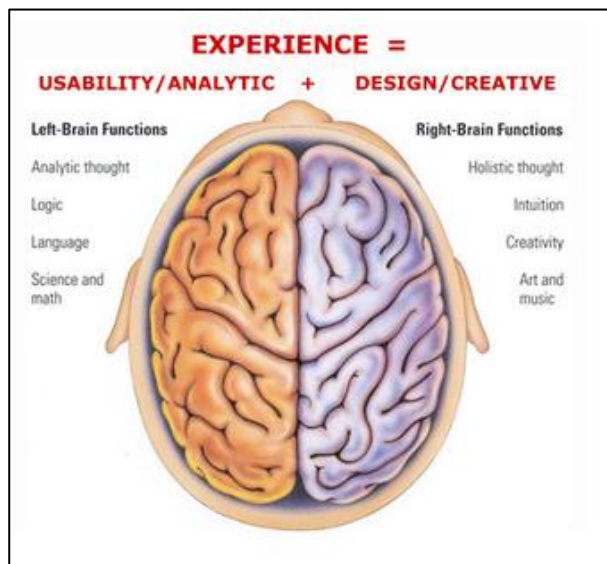 EXPERIENCE =
USABILITY/ANALYTIC + DESIGN/CREATIVE
Left-Brain Functions
Analytic thought
Logic
Language
Science and
math
Right-Brain Functions
Holistic thought
Intuition
Creativity
Art and
music